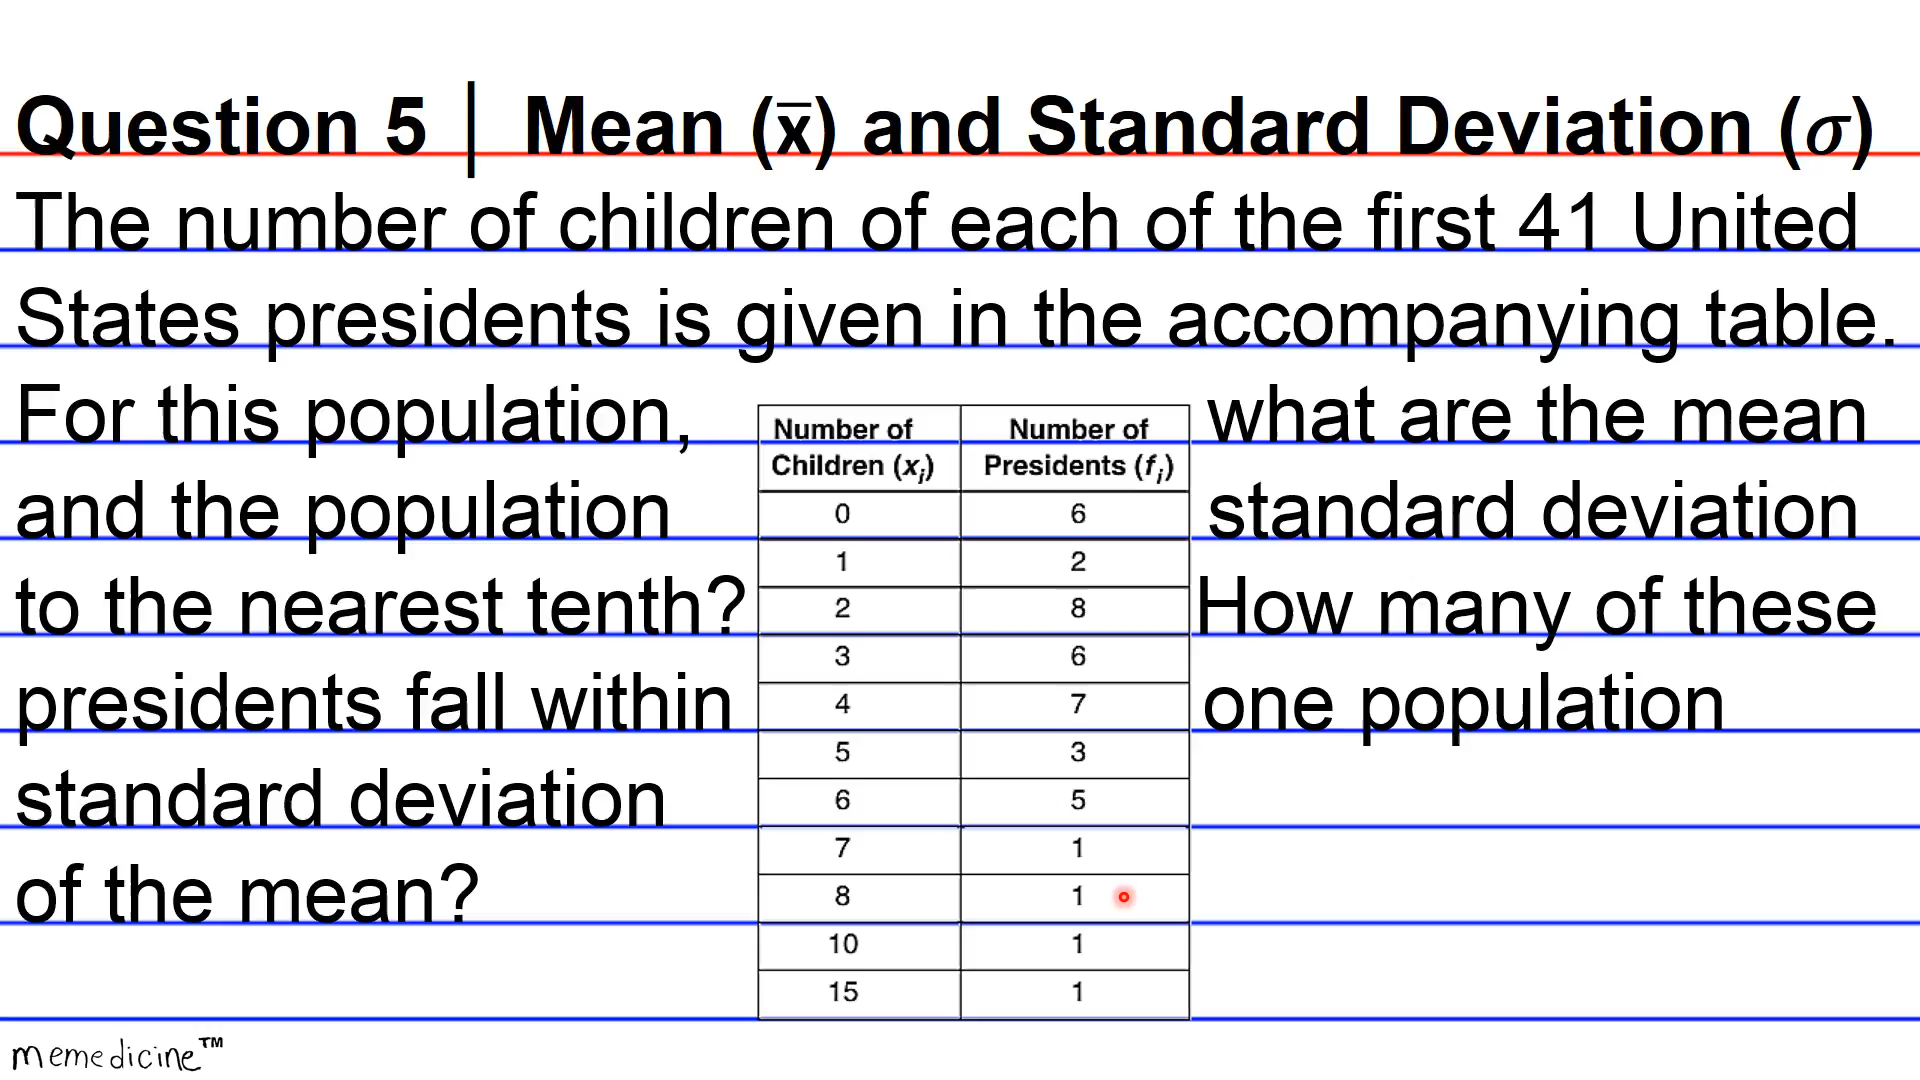 Question 5 | Mean (x̅) and Standard Deviation (σ)
The number of children of each of the first 41 United
States presidents is given in the accompanying table.
For this population, what are the mean
and the population standard deviation
to the nearest tenth? How many of these
presidents fall within one population
standard deviation
of the mean?
Number of Children (xᵢ) Number of Presidents (fᵢ)
0 6
1 2
2 8
3 6
4 7
5 3
6 5
7 1
8 1
10 1
15 1
memedicine™